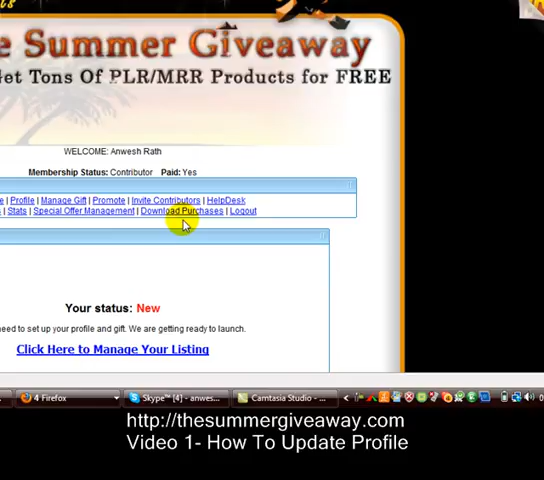 e Summer Giveaway
Get Tons Of PLR/MRR Products for FREE
WELCOME: Anwesh Rath
Membership Status: Contributor Paid: Yes
e | Profile | Manage Gift | Promote | Invite Contributors | HelpDesk
s | Stats | Special Offer Management | Download Purchases | Logout
Your status: New
need to set up your profile and gift. We are getting ready to launch.
Click Here to Manage Your Listing
4 Firefox
Skype™ [4] - anwes...
Camtasia Studio - ...
http://thesummergiveaway.com
Video 1- How To Update Profile